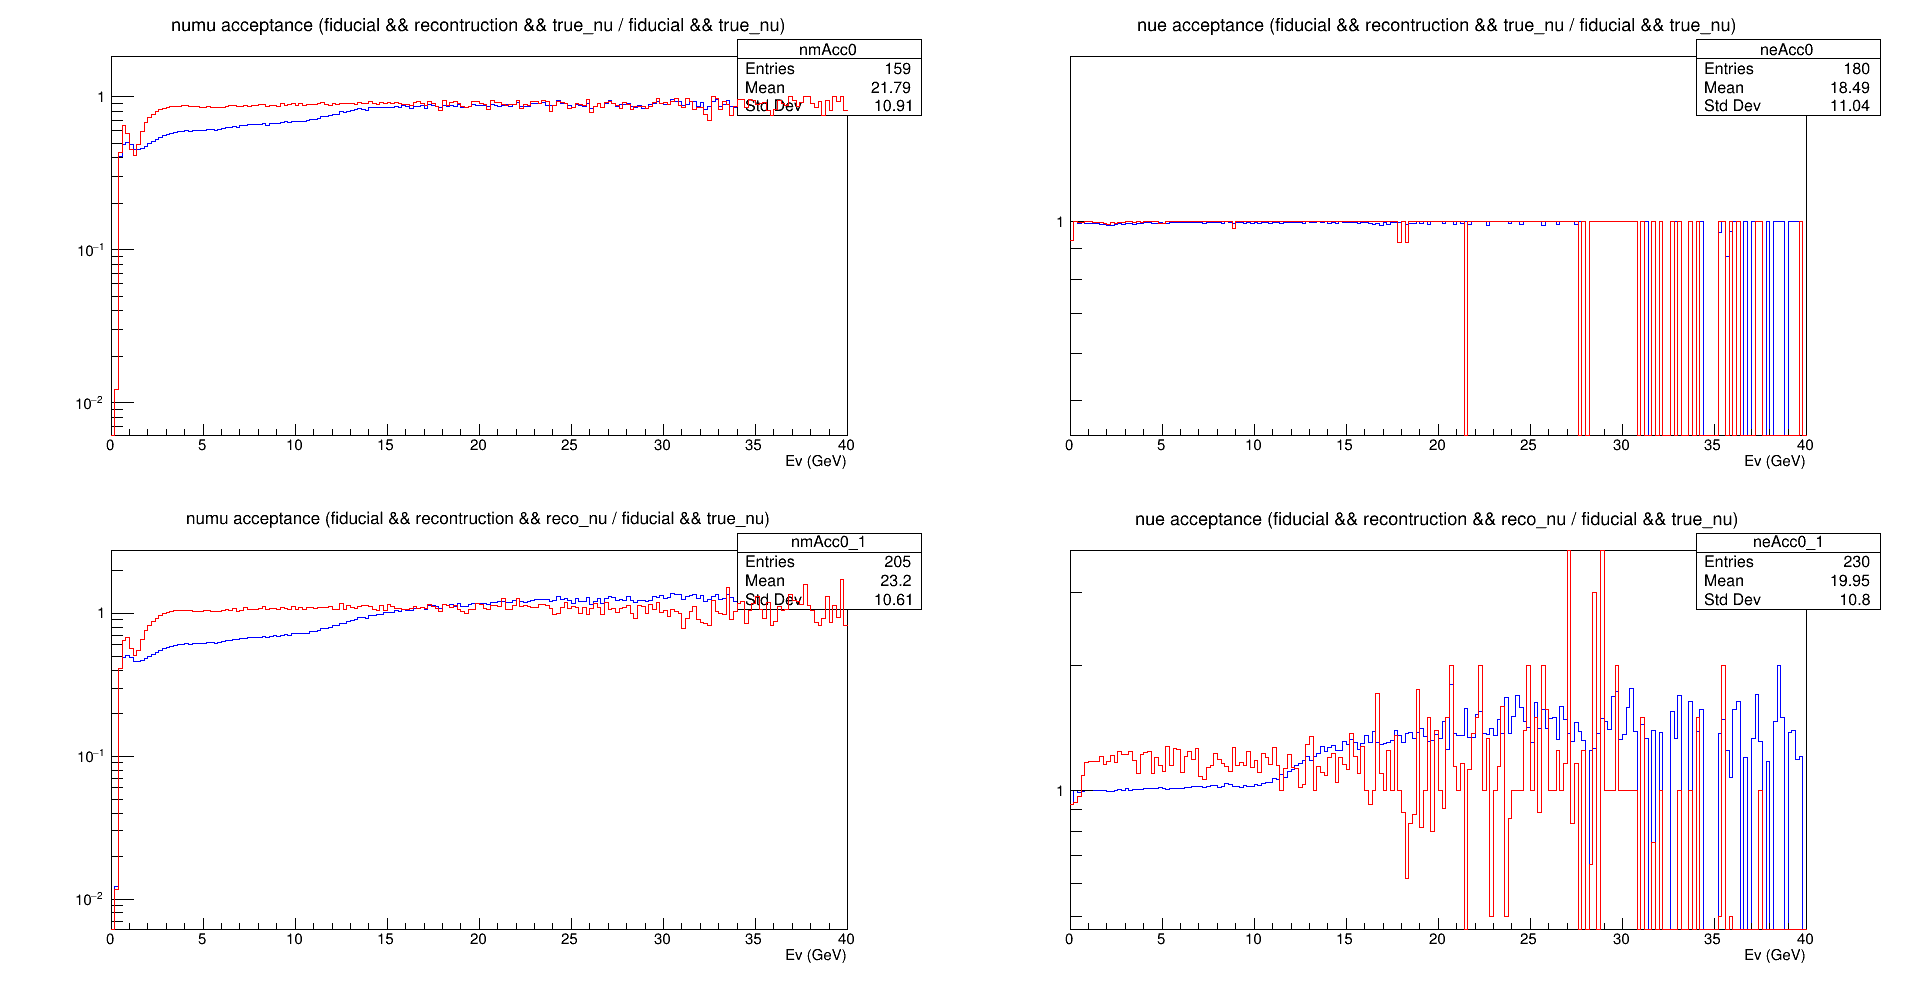 numu acceptance (fiducial && recontruction && true_nu / fiducial && true_nu)
nmAcc0
Entries 159
Mean 21.79
Std Dev 10.91
1
10−1
10−2
0 5 10 15 20 25 30 35 40
Ev (GeV)
nue acceptance (fiducial && recontruction && true_nu / fiducial && true_nu)
neAcc0
Entries 180
Mean 18.49
Std Dev 11.04
1
0 5 10 15 20 25 30 35 40
Ev (GeV)
numu acceptance (fiducial && recontruction && reco_nu / fiducial && true_nu)
nmAcc0_1
Entries 205
Mean 23.2
Std Dev 10.61
1
10−1
10−2
0 5 10 15 20 25 30 35 40
Ev (GeV)
nue acceptance (fiducial && recontruction && reco_nu / fiducial && true_nu)
neAcc0_1
Entries 230
Mean 19.95
Std Dev 10.8
1
0 5 10 15 20 25 30 35 40
Ev (GeV)